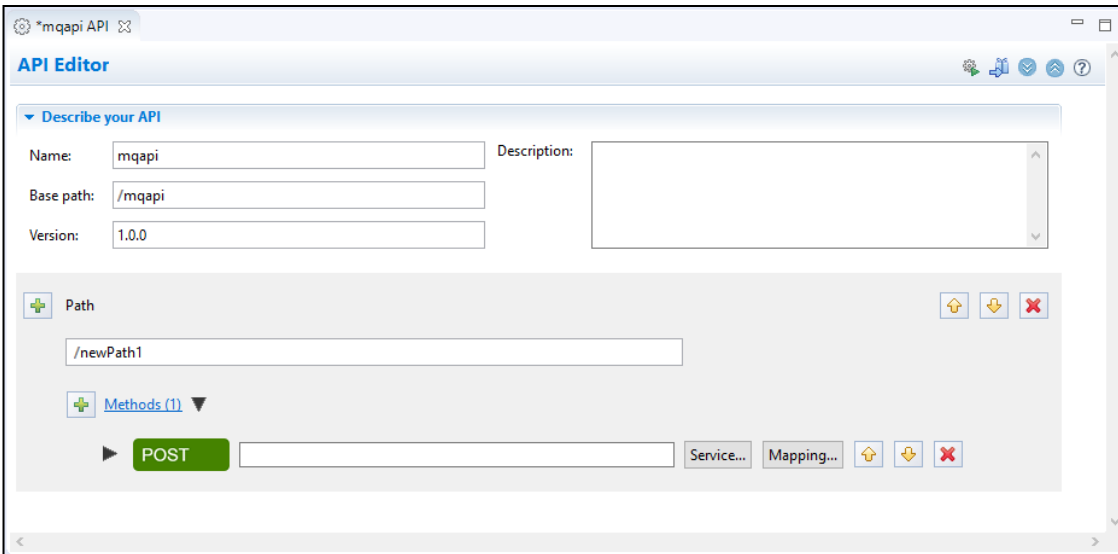 *mqapi API
API Editor
Describe your API
Name: mqapi Description:
Base path: /mqapi
Version: 1.0.0
Path
/newPath1
Methods (1)
POST Service... Mapping...